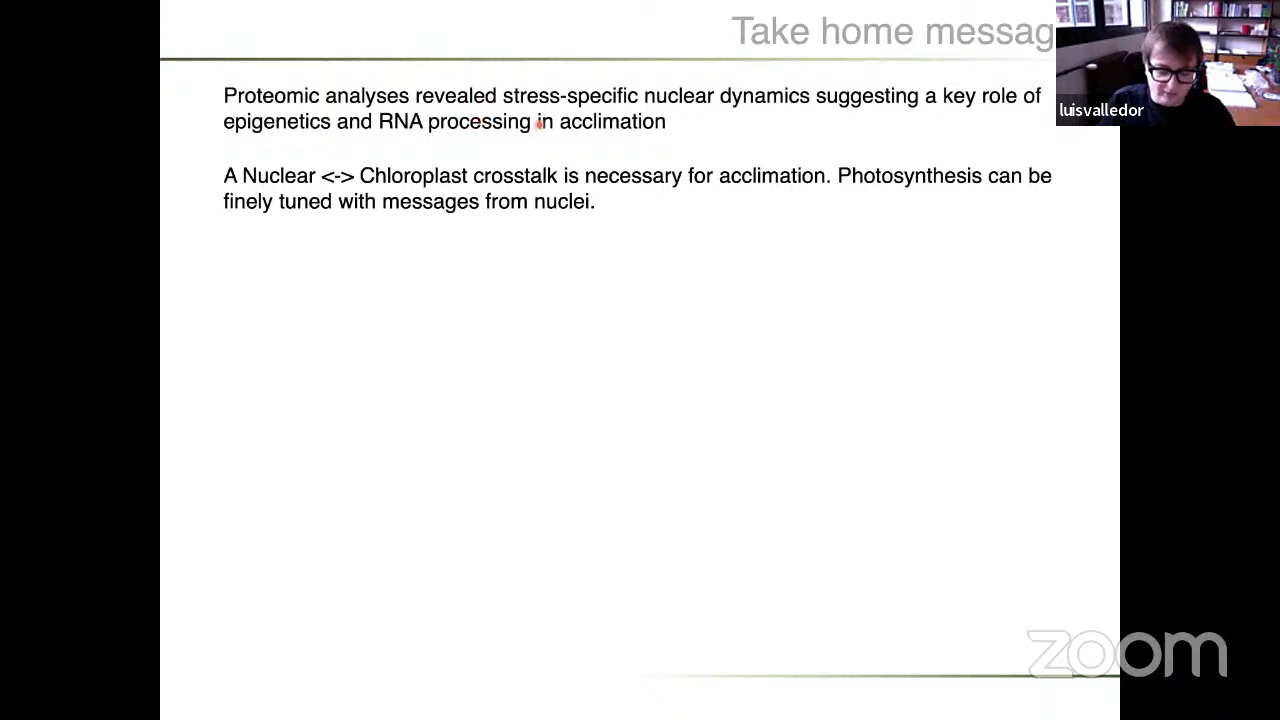 Take home messag
luisvalledor
Proteomic analyses revealed stress-specific nuclear dynamics suggesting a key role of
epigenetics and RNA processing in acclimation
A Nuclear <-> Chloroplast crosstalk is necessary for acclimation. Photosynthesis can be
finely tuned with messages from nuclei.
zoom